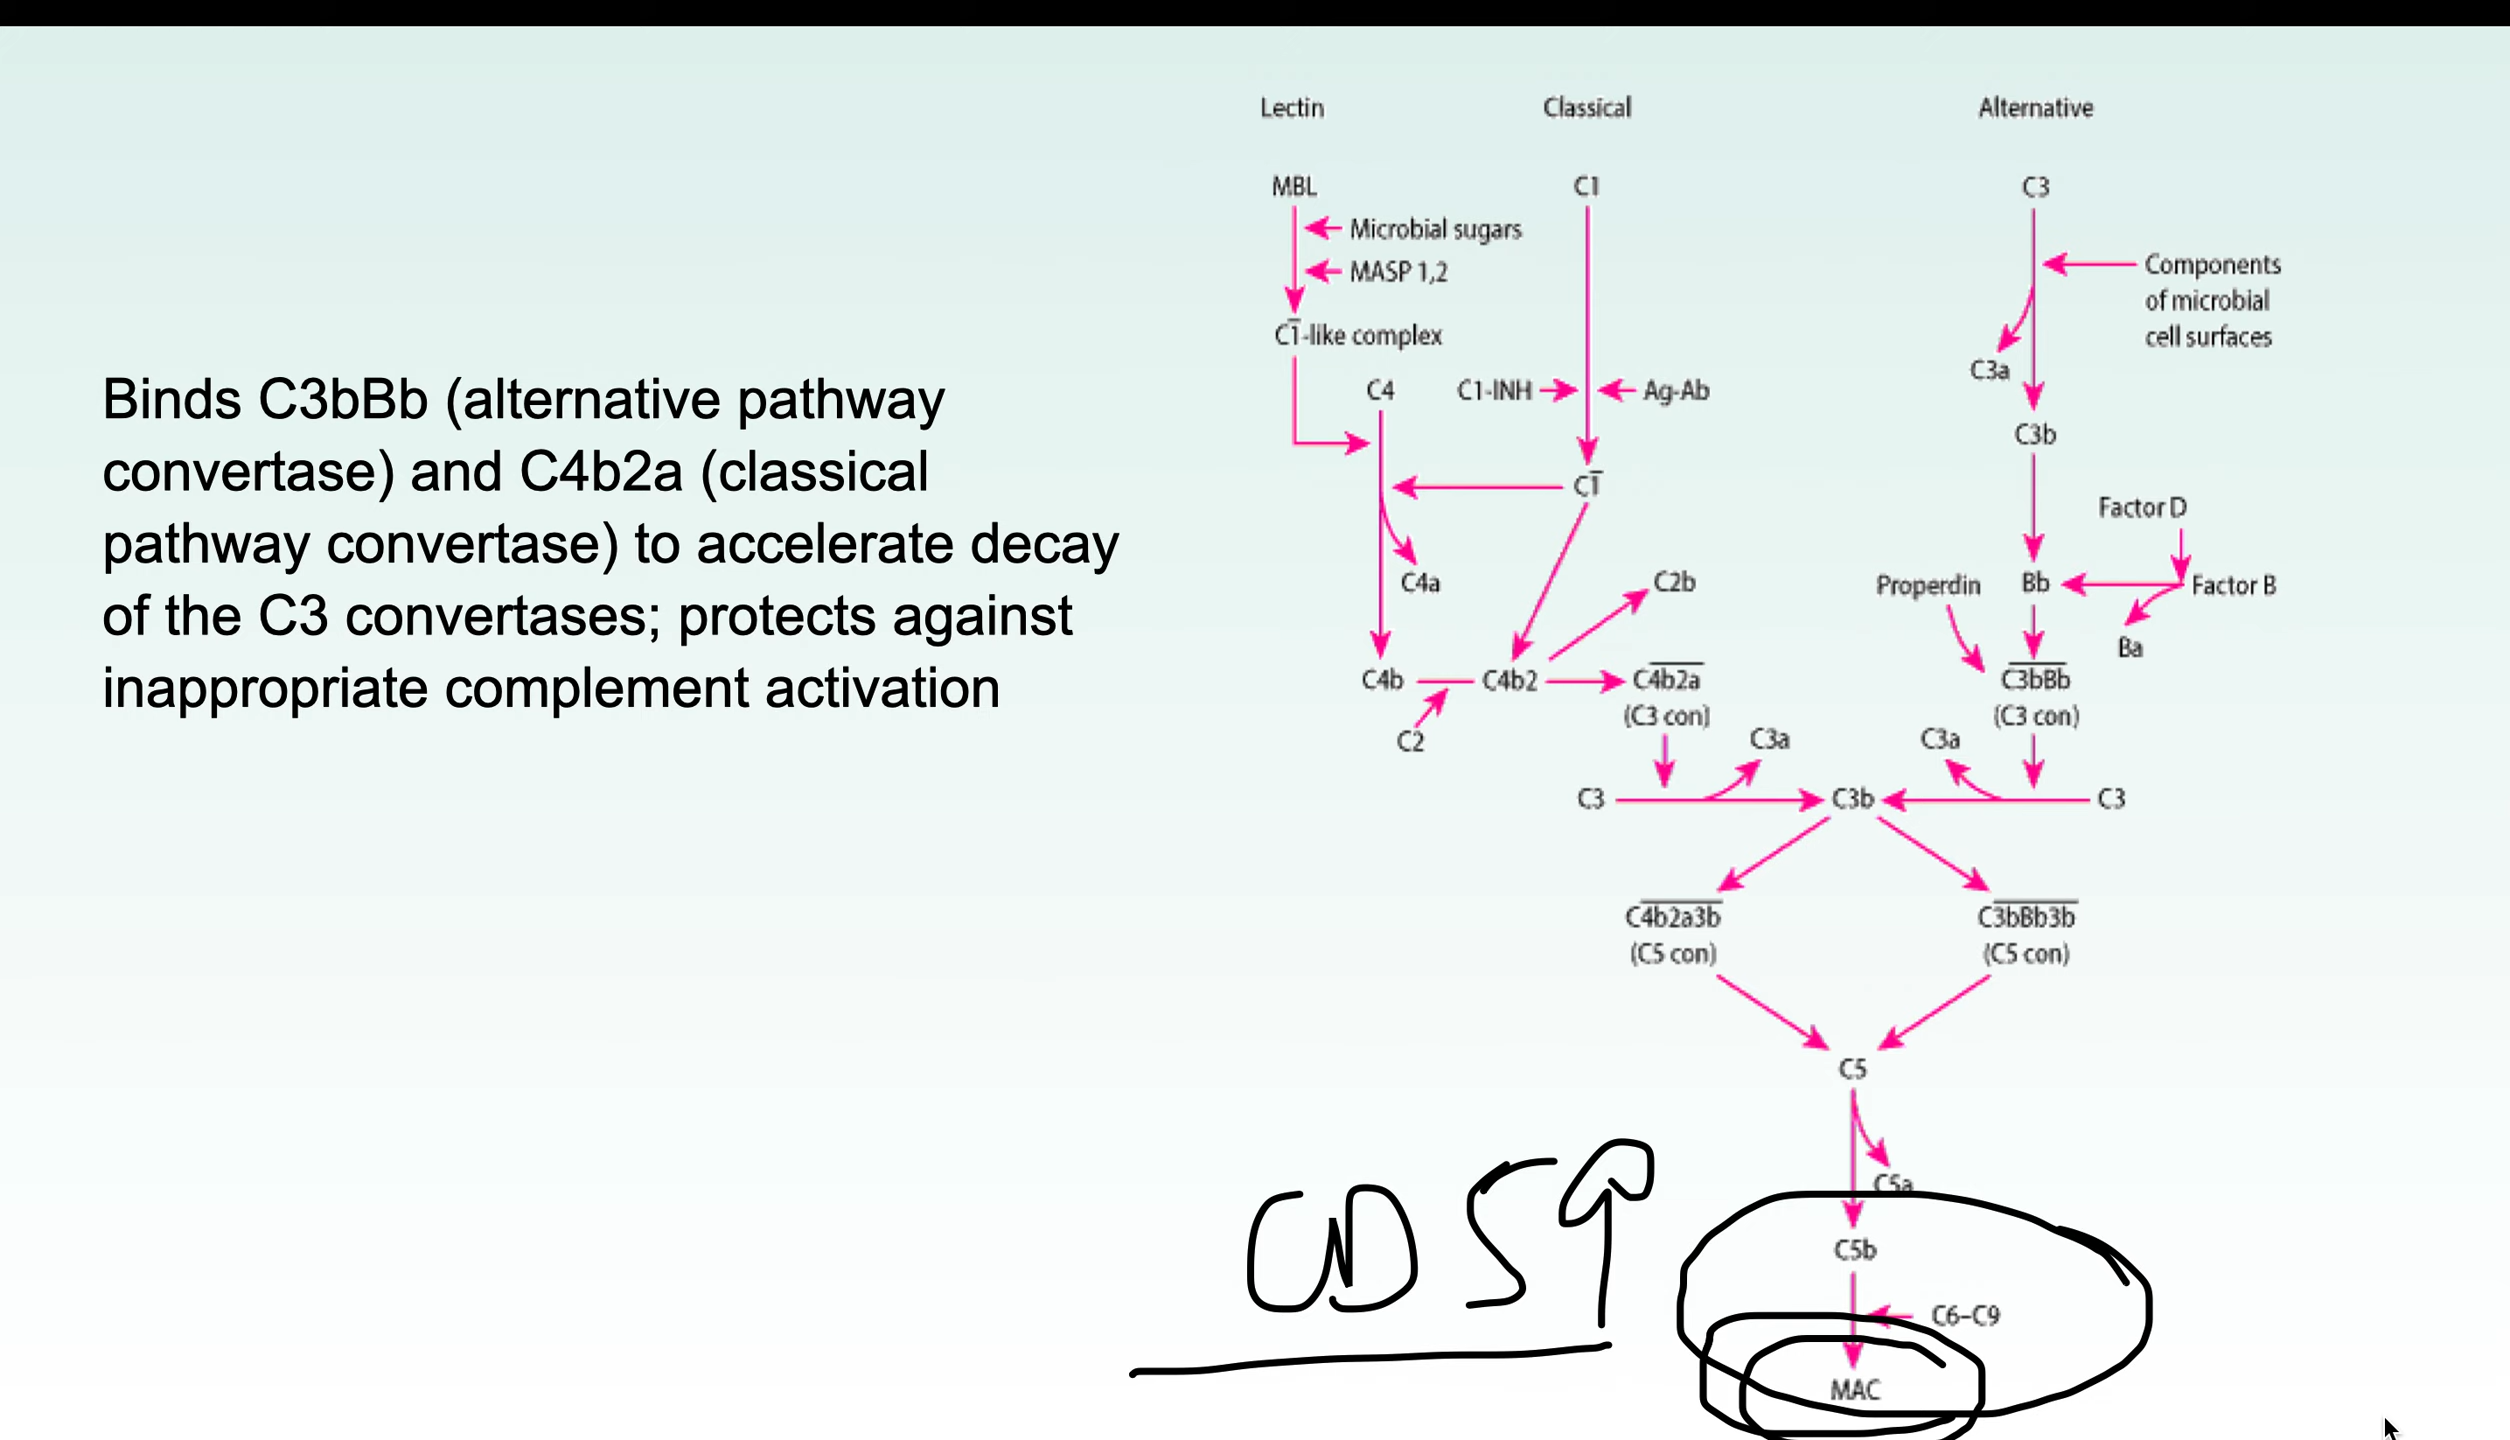 Binds C3bBb (alternative pathway
convertase) and C4b2a (classical
pathway convertase) to accelerate decay
of the C3 convertases; protects against
inappropriate complement activation
Lectin
Classical
Alternative
MBL
C1
C3
Microbial sugars
MASP 1,2
C1̅-like complex
Components
of microbial
cell surfaces
C3a
C4
C1-INH
Ag-Ab
C3b
C1̅
Factor D
C4a
C2b
Properdin
Bb
Factor B
Ba
C4b
C4b2
C4b2a
(C3 con)
C3bBb
(C3 con)
C2
C3a
C3a
C3
C3b
C3
C4b2a3b
(C5 con)
C3bBb3b
(C5 con)
C5
C5a
C5b
C6–C9
MAC
CD59